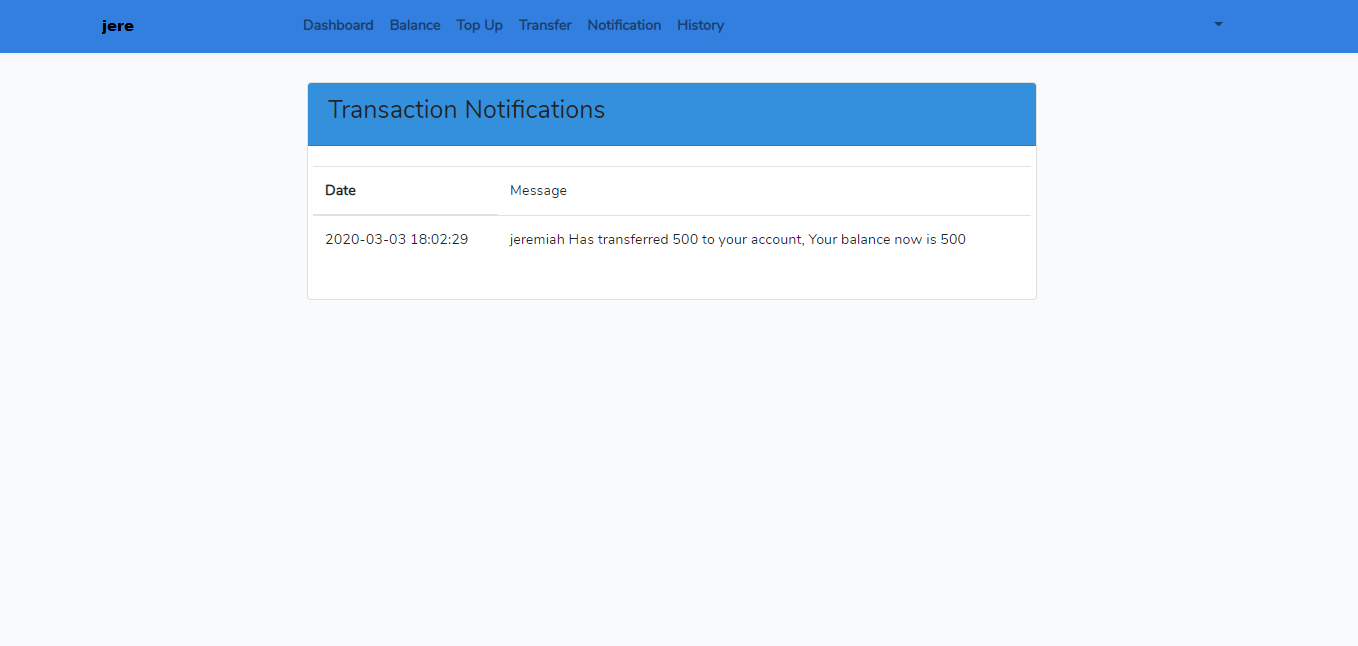 jere Dashboard Balance Top Up Transfer Notification History
Transaction Notifications
Date Message
2020-03-03 18:02:29 jeremiah Has transferred 500 to your account, Your balance now is 500